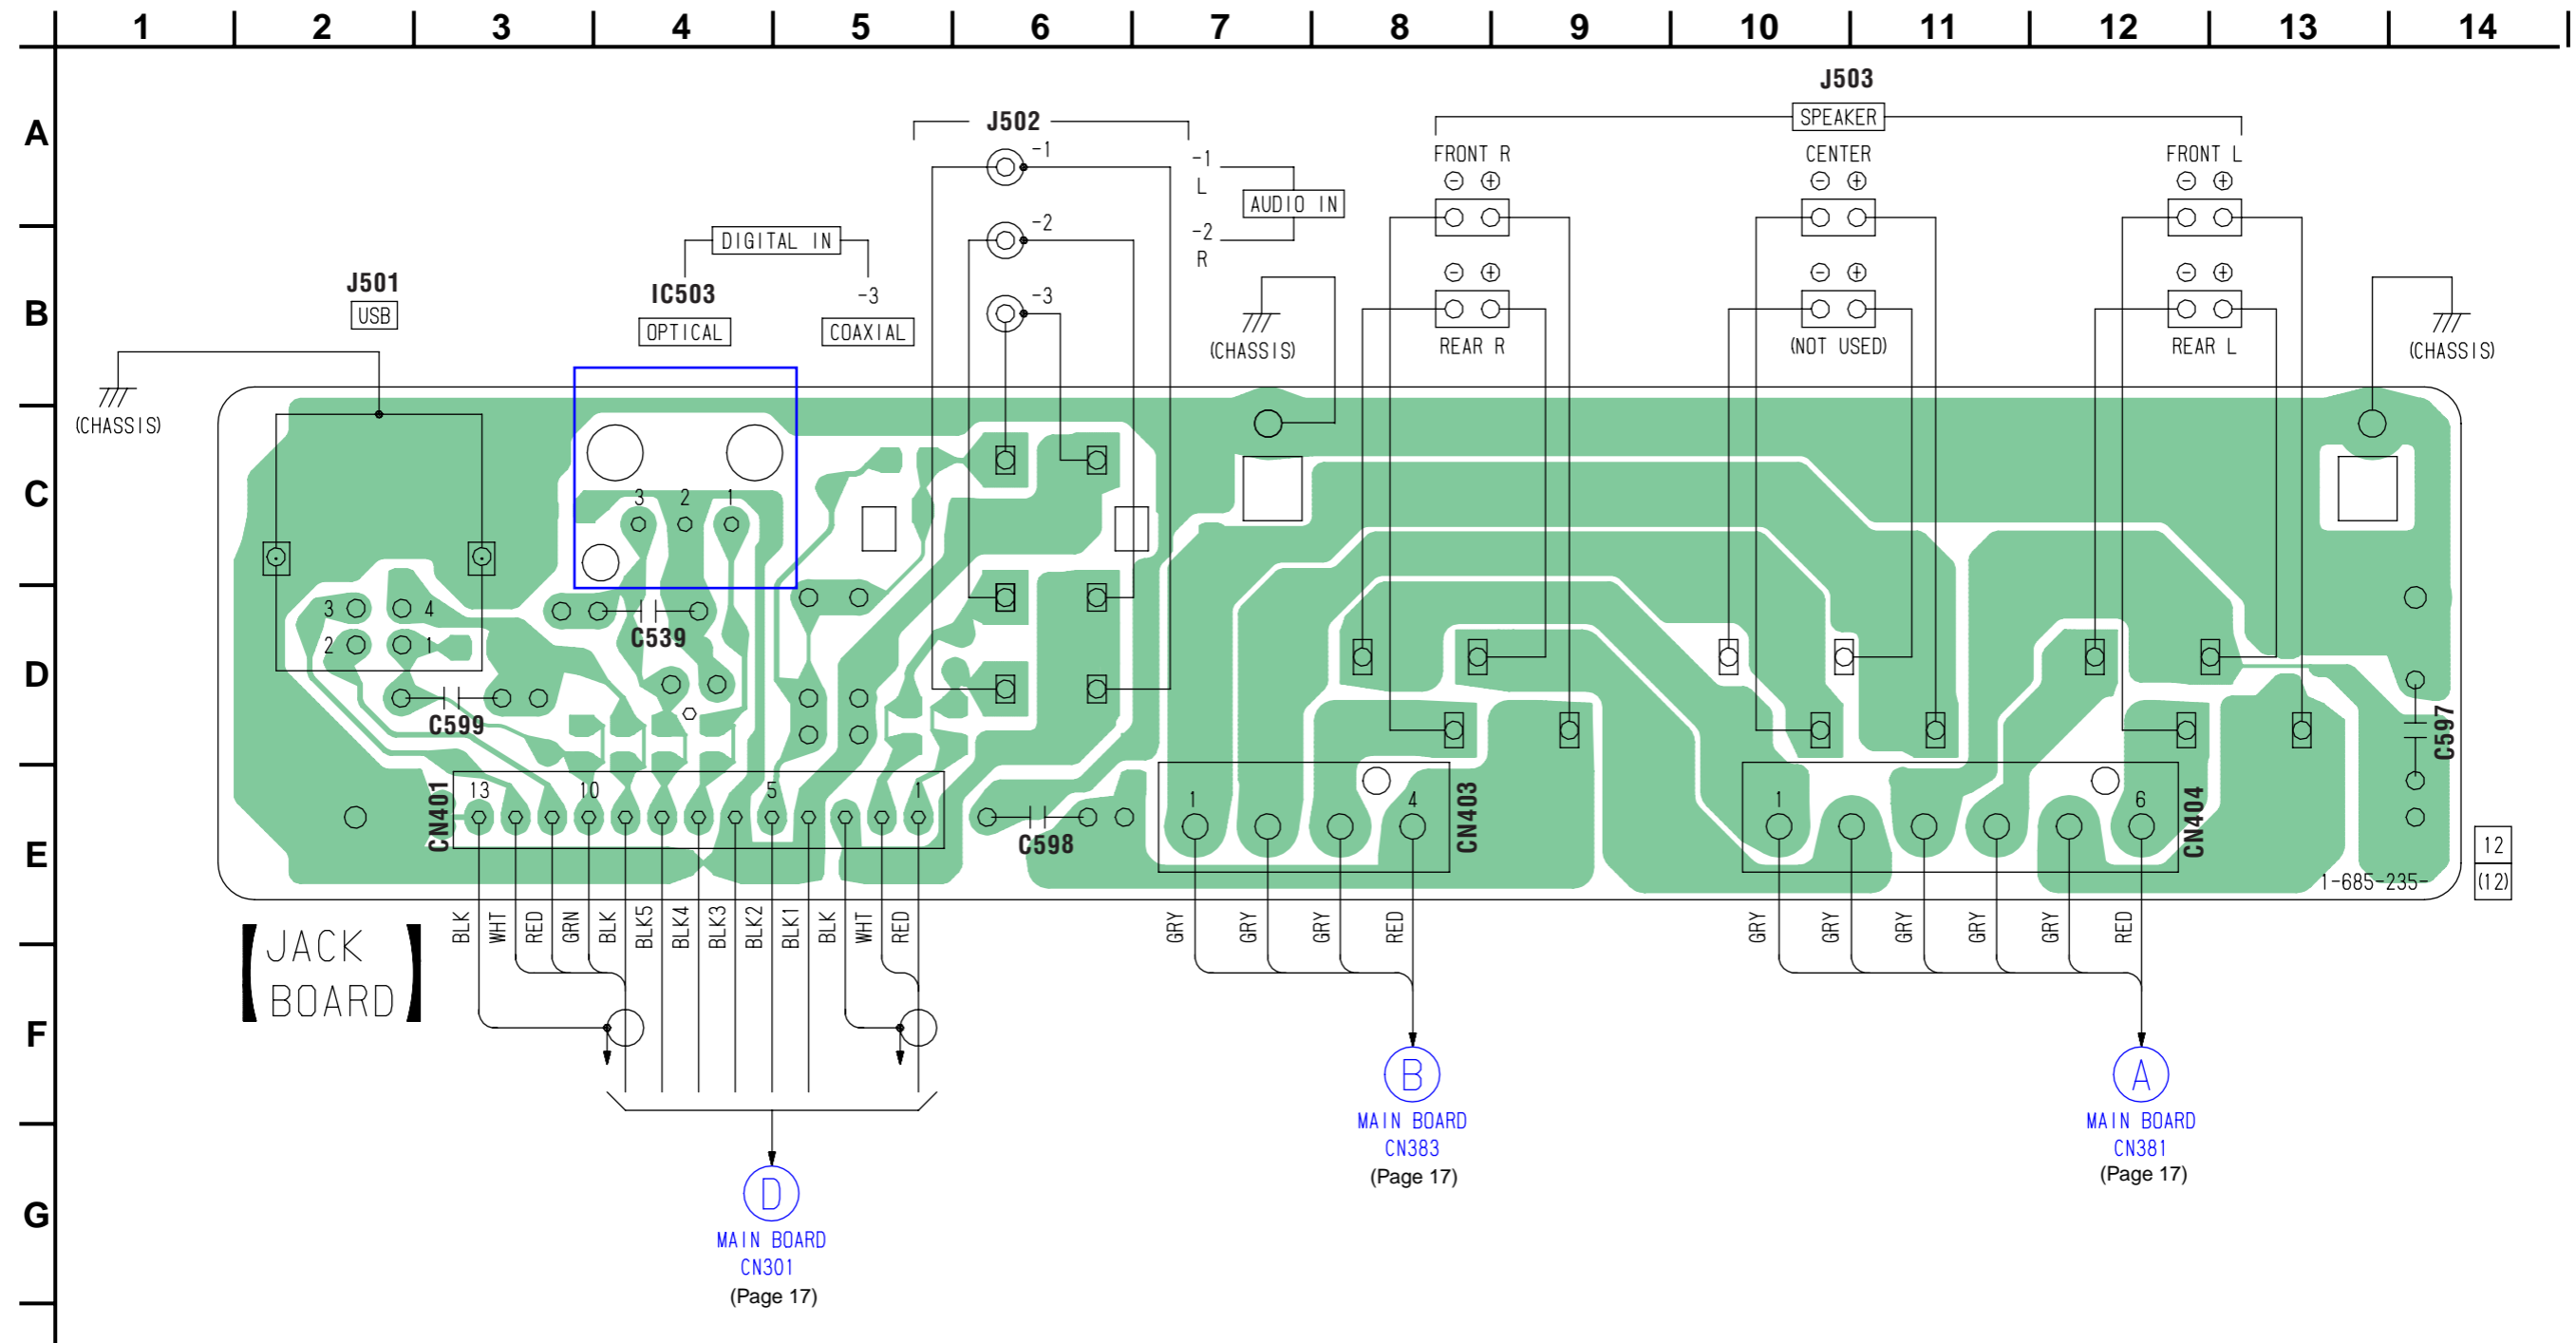 1 2 3 4 5 6 7 8 9 10 11 12 13 14
A
B
C
D
E
F
G
J503
SPEAKER
FRONT R
CENTER
FRONT L
REAR R
(NOT USED)
REAR L
J502
-1
-2
-3
-1
L
AUDIO IN
-2
R
DIGITAL IN
J501
USB
IC503
OPTICAL
-3
COAXIAL
(CHASSIS)
(CHASSIS)
(CHASSIS)
3 2 1
3 4
2 1
C539
C599
C597
C598
CN401
13 10 5 1
CN403
1 4
CN404
1 6
1-685-235-
12
(12)
BLK WHT RED GRN BLK BLK5 BLK4 BLK3 BLK2 BLK1 BLK WHT RED
GRY GRY GRY RED
GRY GRY GRY GRY GRY RED
JACK
BOARD
B
MAIN BOARD
CN383
(Page 17)
A
MAIN BOARD
CN381
(Page 17)
D
MAIN BOARD
CN301
(Page 17)